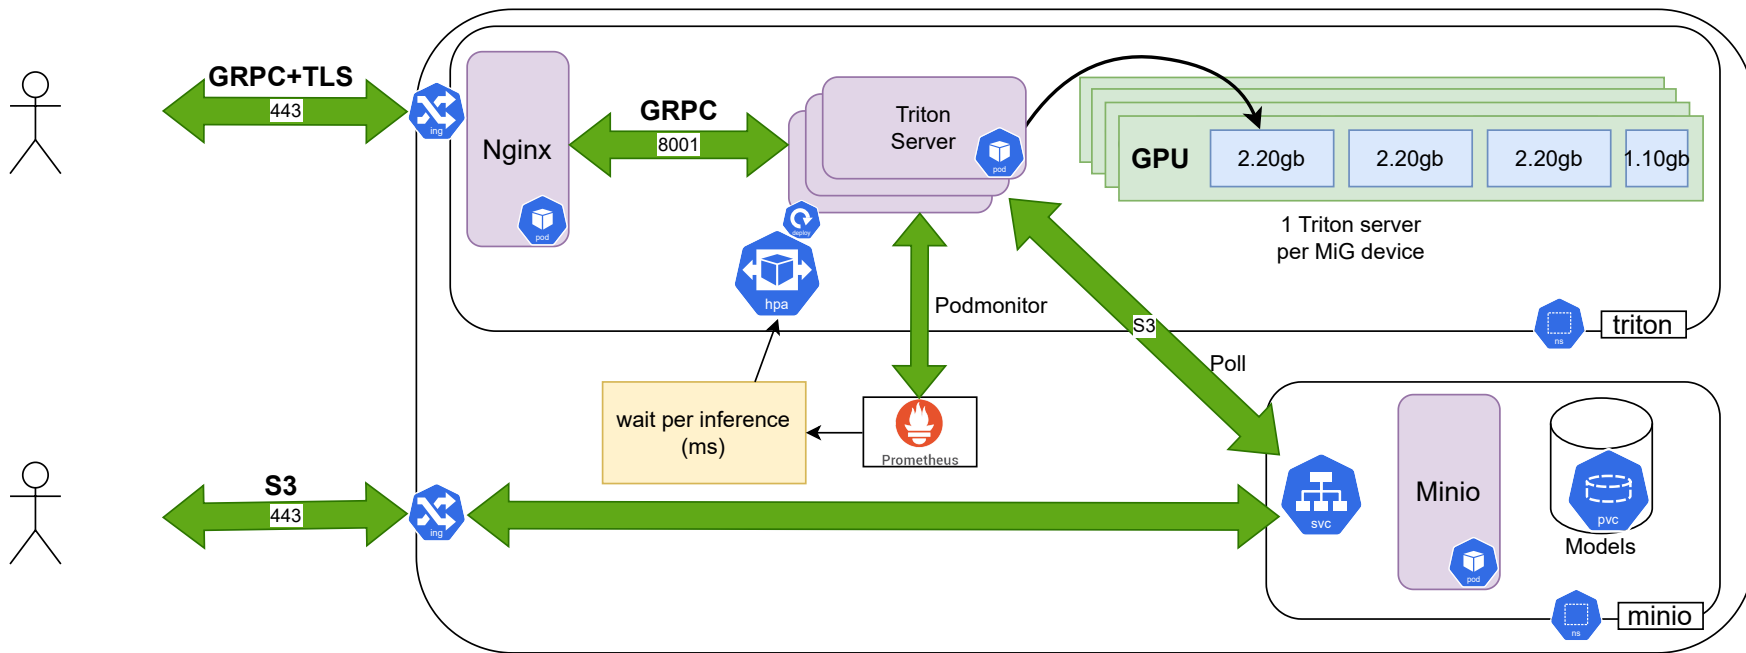 GRPC+TLS
443
ing
Nginx
pod
GRPC
8001
Triton
Server
pod
deploy
hpa
GPU
2.20gb
2.20gb
2.20gb
1.10gb
1 Triton server
per MiG device
ns
triton
Podmonitor
S3
Poll
wait per inference
(ms)
Prometheus
S3
443
ing
svc
Minio
pod
pvc
Models
ns
minio